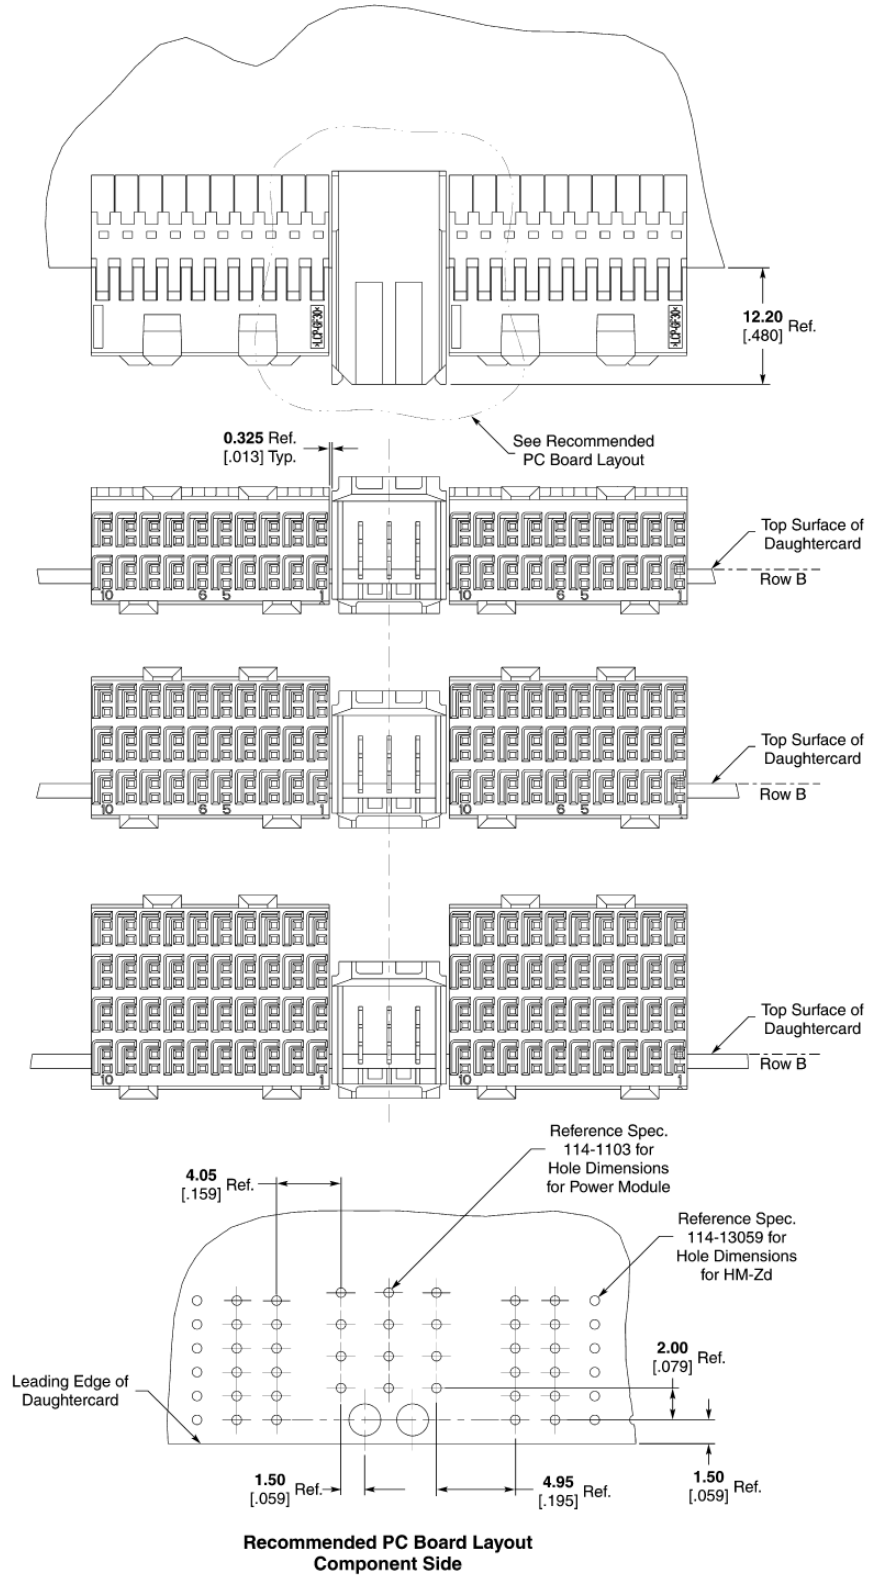 >LCP-GF30<
>LCP-GF30<
12.20 Ref.
[.480]
See Recommended
PC Board Layout
0.325 Ref.
[.013] Typ.
Top Surface of
Daughtercard
Row B
10 6 5 1
10 6 5 1
Top Surface of
Daughtercard
Row B
10 6 5 1
10 6 5 1
Top Surface of
Daughtercard
Row B
10 1
10 1
Reference Spec.
114-1103 for
Hole Dimensions
for Power Module
4.05
[.159] Ref.
Reference Spec.
114-13059 for
Hole Dimensions
for HM-Zd
2.00
[.079] Ref.
Leading Edge of
Daughtercard
1.50
[.059] Ref.
4.95
[.195] Ref.
1.50
[.059] Ref.
Recommended PC Board Layout
Component Side